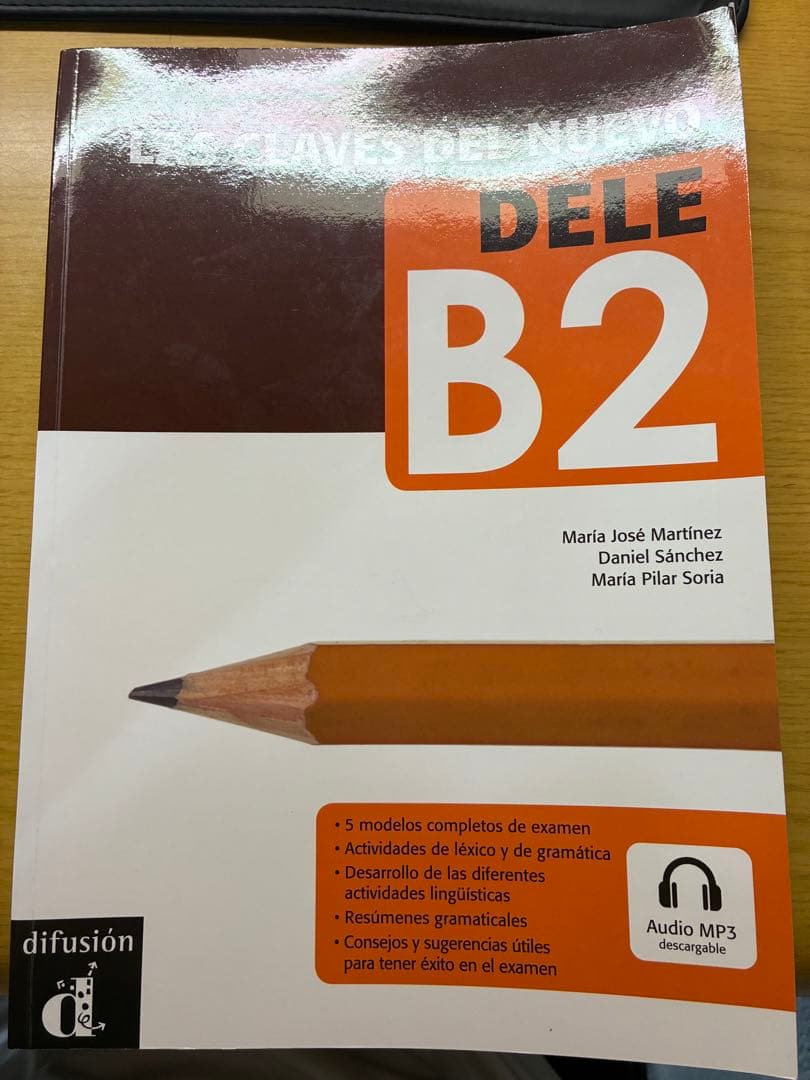 LAS CLAVES DEL NUEVO
DELE
B2
María José Martínez
Daniel Sánchez
María Pilar Soria
• 5 modelos completos de examen
• Actividades de léxico y de gramática
• Desarrollo de las diferentes
actividades lingüísticas
• Resúmenes gramaticales
• Consejos y sugerencias útiles
para tener éxito en el examen
Audio MP3
descargable
difusión
d